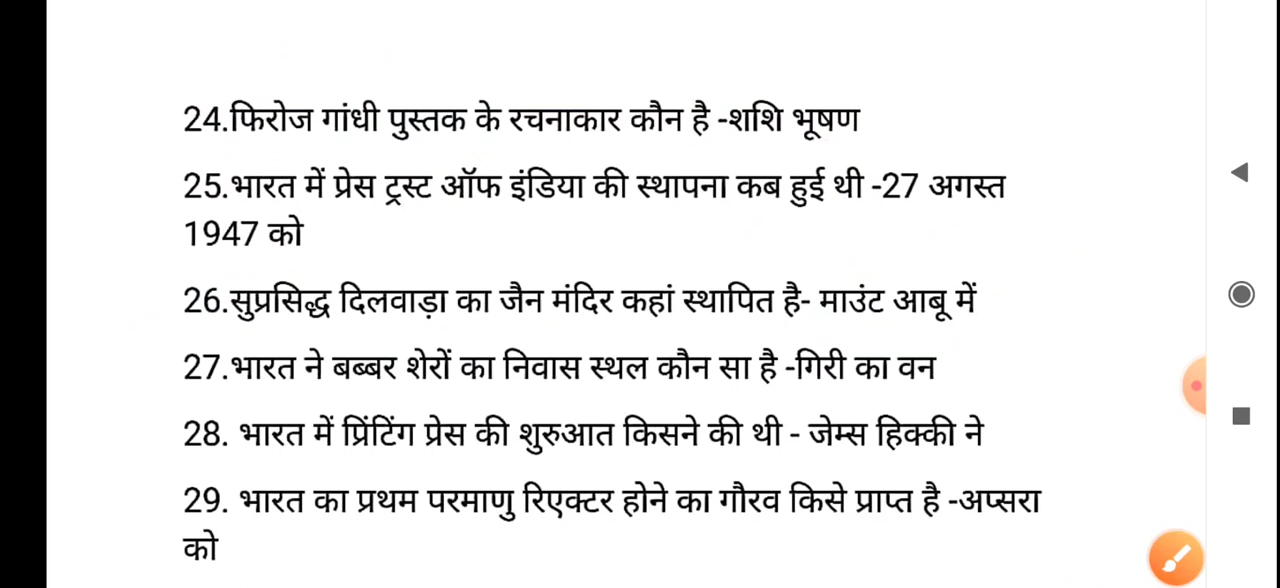 24.फिरोज गांधी पुस्तक के रचनाकार कौन है -शशि भूषण
25.भारत में प्रेस ट्रस्ट ऑफ इंडिया की स्थापना कब हुई थी -27 अगस्त
1947 को
26.सुप्रसिद्ध दिलवाड़ा का जैन मंदिर कहां स्थापित है- माउंट आबू में
27.भारत ने बब्बर शेरों का निवास स्थल कौन सा है -गिरी का वन
28. भारत में प्रिंटिंग प्रेस की शुरुआत किसने की थी - जेम्स हिक्की ने
29. भारत का प्रथम परमाणु रिएक्टर होने का गौरव किसे प्राप्त है -अप्सरा
को